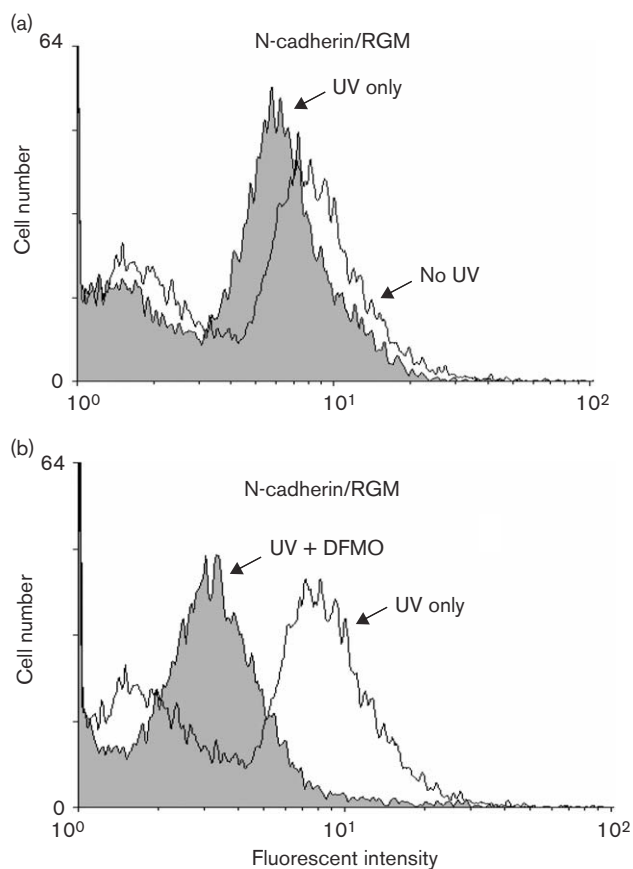 (a)
N-cadherin/RGM
64
UV only
No UV
Cell number
0
10⁰
10¹
10²
(b)
64
N-cadherin/RGM
UV + DFMO
UV only
Cell number
0
10⁰
10¹
10²
Fluorescent intensity